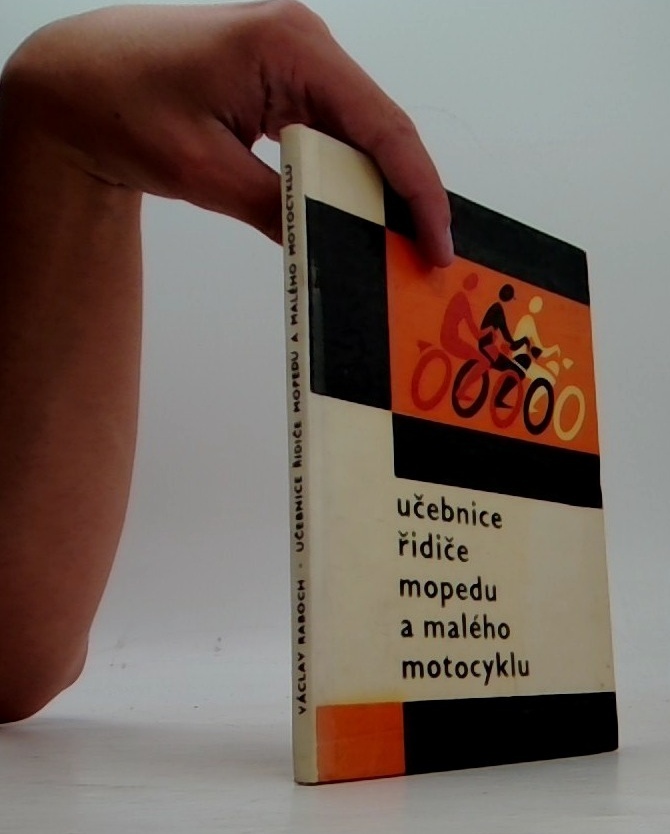 VÁCLAV RABOCH · UČEBNICE ŘIDIČE MOPEDU A MALÉHO MOTOCYKLU
učebnice
řidiče
mopedu
a malého
motocyklu